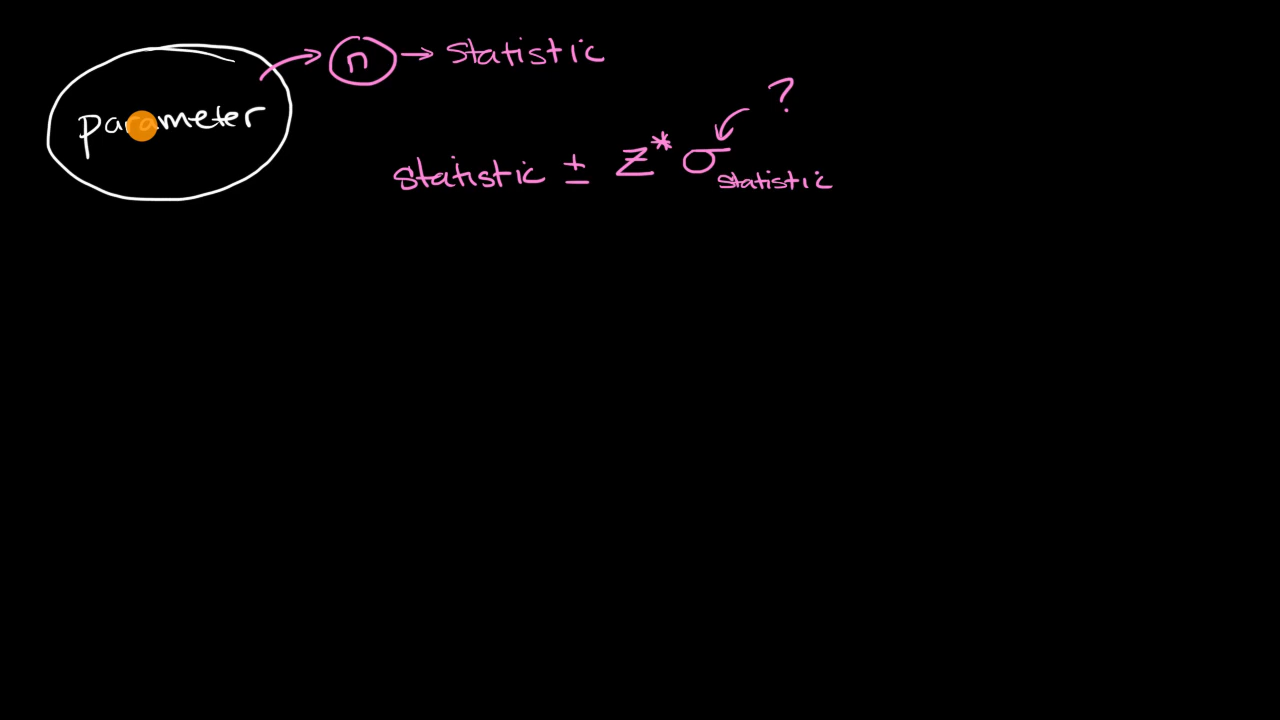 parameter → n → statistic
?
statistic ± z* σ statistic